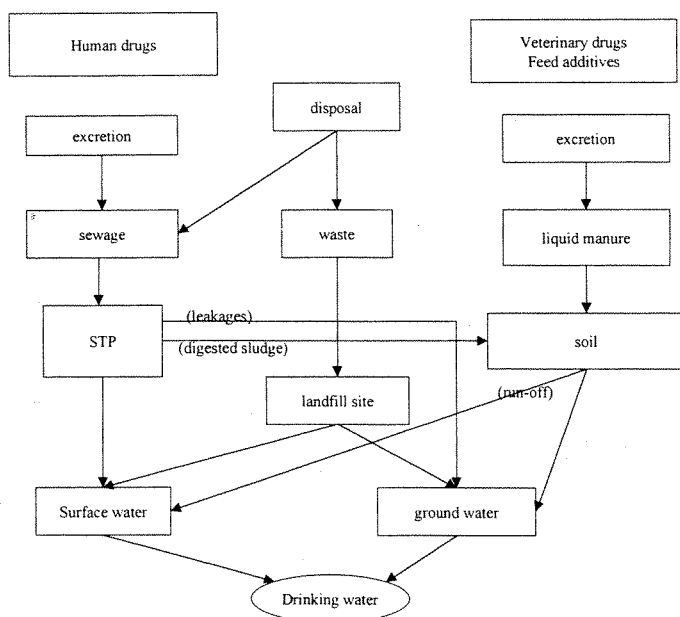 Human drugs
Veterinary drugs
Feed additives
disposal
excretion
excretion
sewage
waste
liquid manure
(leakages)
STP
(digested sludge)
soil
landfill site
(run-off)
Surface water
ground water
Drinking water